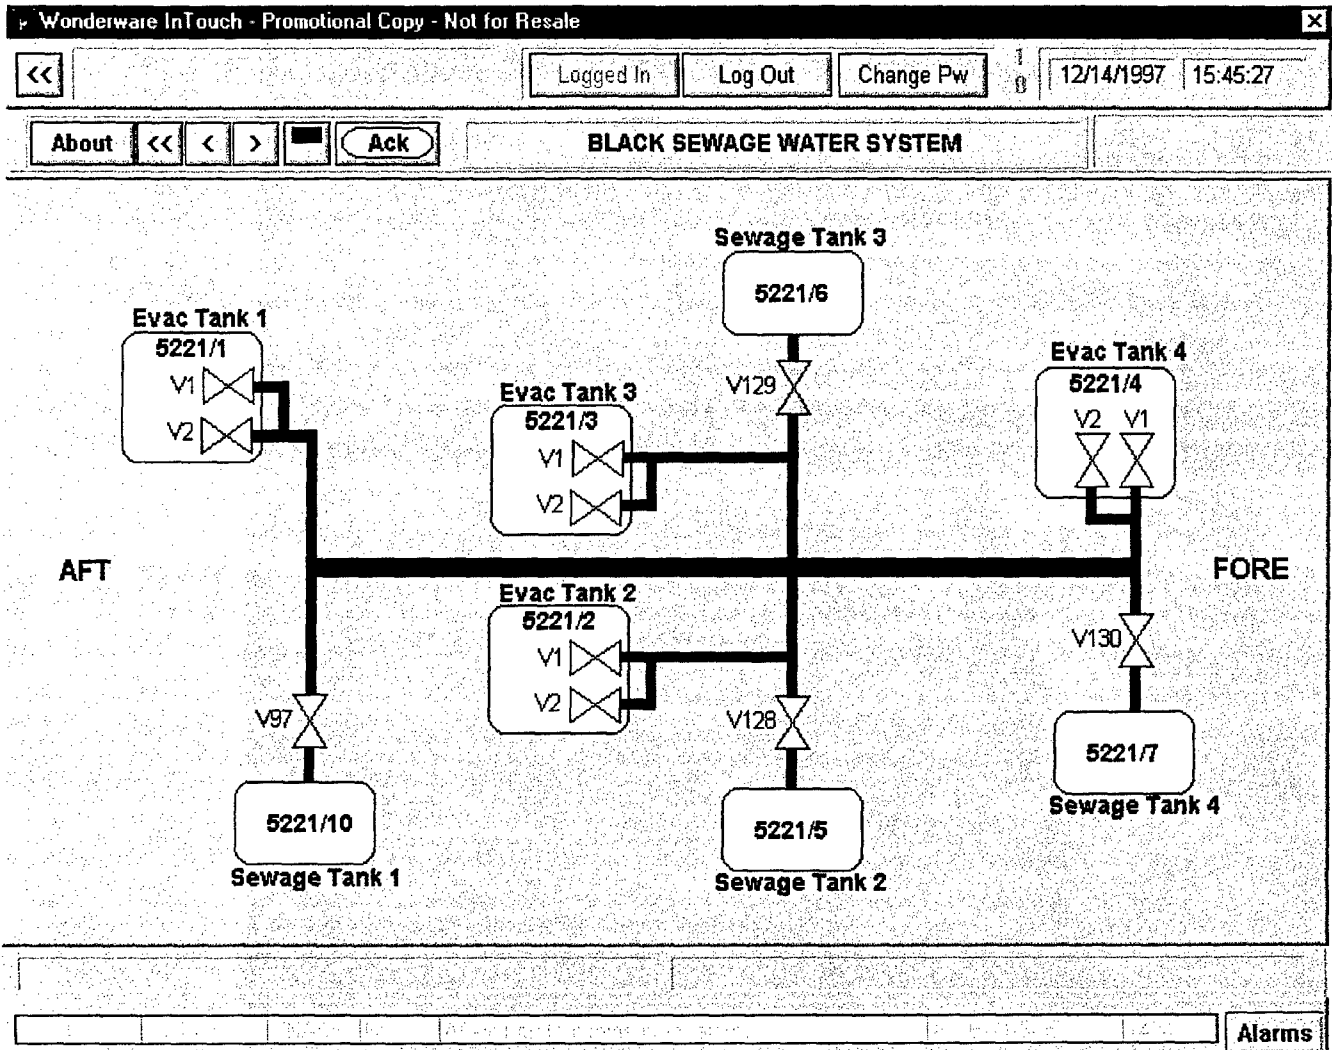 Wonderware InTouch - Promotional Copy - Not for Resale
<< Logged In Log Out Change Pw 12/14/1997 15:45:27
About << < > Ack BLACK SEWAGE WATER SYSTEM
Sewage Tank 3
5221/6
V129
Evac Tank 1
5221/1
V1
V2
Evac Tank 3
5221/3
V1
V2
Evac Tank 4
5221/4
V2 V1
AFT
FORE
Evac Tank 2
5221/2
V1
V2
V130
V97
V128
5221/7
Sewage Tank 4
5221/10
Sewage Tank 1
5221/5
Sewage Tank 2
Alarms